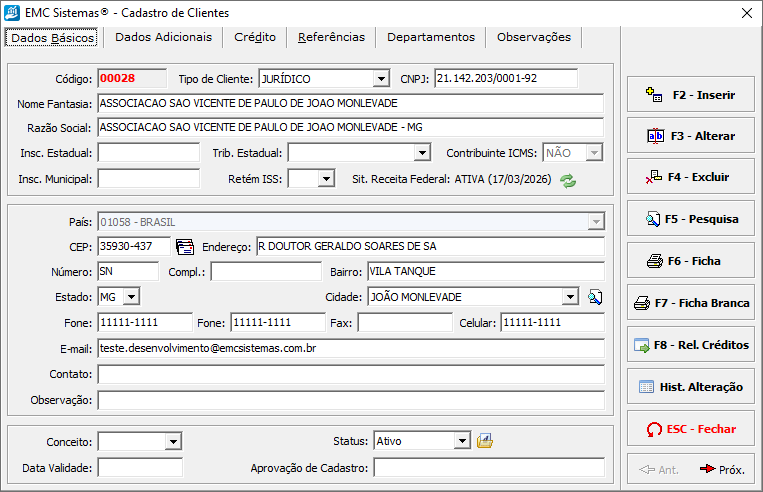 EMC Sistemas® - Cadastro de Clientes
Dados Básicos Dados Adicionais Crédito Referências Departamentos Observações
Código: 00028 Tipo de Cliente: JURÍDICO CNPJ: 21.142.203/0001-92
Nome Fantasia: ASSOCIACAO SAO VICENTE DE PAULO DE JOAO MONLEVADE
Razão Social: ASSOCIACAO SAO VICENTE DE PAULO DE JOAO MONLEVADE - MG
Insc. Estadual: Trib. Estadual: Contribuinte ICMS: NÃO
Insc. Municipal: Retém ISS: Sit. Receita Federal: ATIVA (17/03/2026)
País: 01058 - BRASIL
CEP: 35930-437 Endereço: R DOUTOR GERALDO SOARES DE SA
Número: SN Compl.: Bairro: VILA TANQUE
Estado: MG Cidade: JOÃO MONLEVADE
Fone: 11111-1111 Fone: 11111-1111 Fax: Celular: 11111-1111
E-mail: teste.desenvolvimento@emcsistemas.com.br
Contato:
Observação:
Conceito: Status: Ativo
Data Validade: Aprovação de Cadastro:
F2 - Inserir
F3 - Alterar
F4 - Excluir
F5 - Pesquisa
F6 - Ficha
F7 - Ficha Branca
F8 - Rel. Créditos
Hist. Alteração
ESC - Fechar
Ant. Próx.